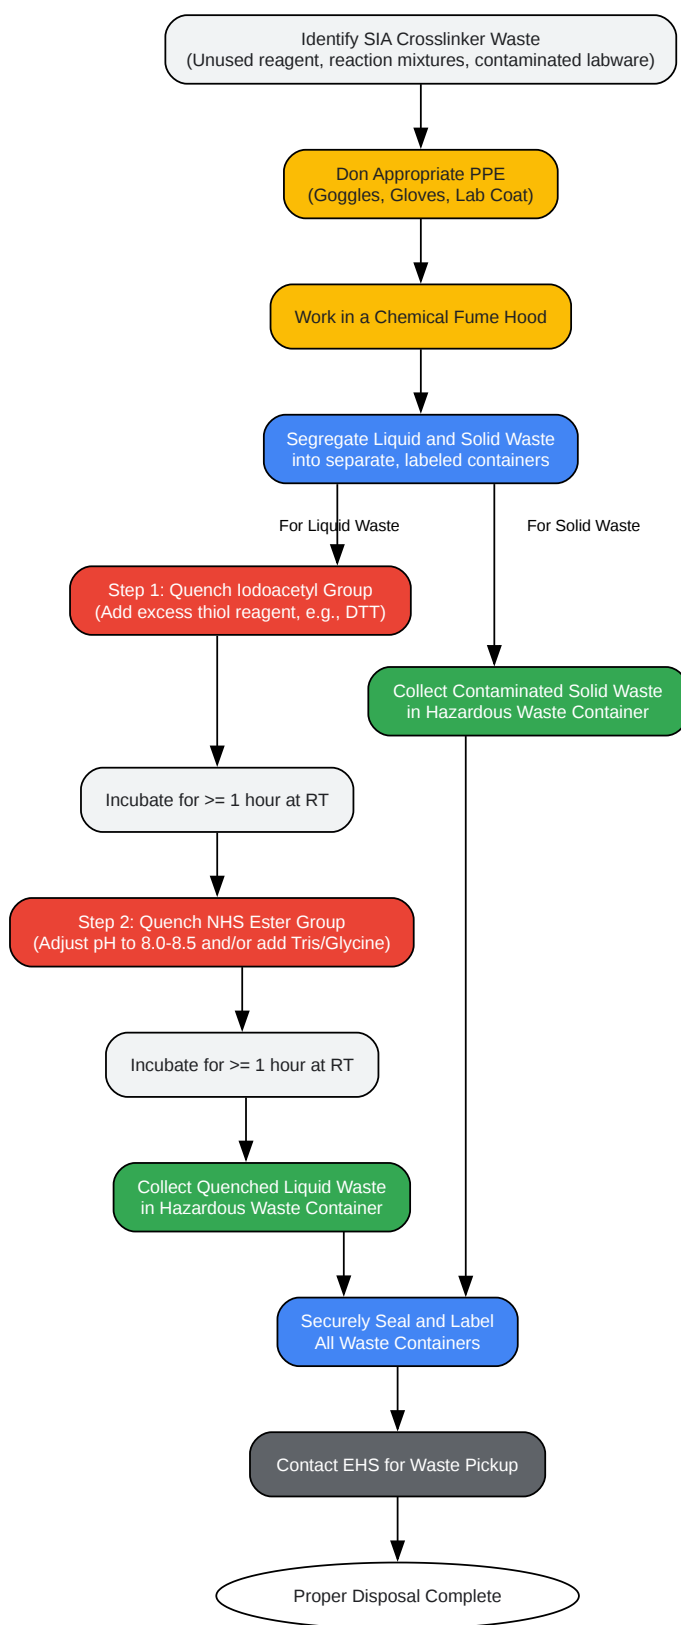 Identify SIA Crosslinker Waste
(Unused reagent, reaction mixtures, contaminated labware)
Don Appropriate PPE
(Goggles, Gloves, Lab Coat)
Work in a Chemical Fume Hood
Segregate Liquid and Solid Waste
into separate, labeled containers
For Liquid Waste
For Solid Waste
Step 1: Quench Iodoacetyl Group
(Add excess thiol reagent, e.g., DTT)
Collect Contaminated Solid Waste
in Hazardous Waste Container
Incubate for >= 1 hour at RT
Step 2: Quench NHS Ester Group
(Adjust pH to 8.0-8.5 and/or add Tris/Glycine)
Incubate for >= 1 hour at RT
Collect Quenched Liquid Waste
in Hazardous Waste Container
Securely Seal and Label
All Waste Containers
Contact EHS for Waste Pickup
Proper Disposal Complete